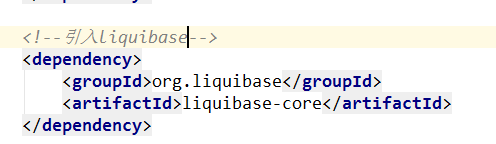 <!--引入liquibase-->
<dependency>
<groupId>org.liquibase</groupId>
<artifactId>liquibase-core</artifactId>
</dependency>